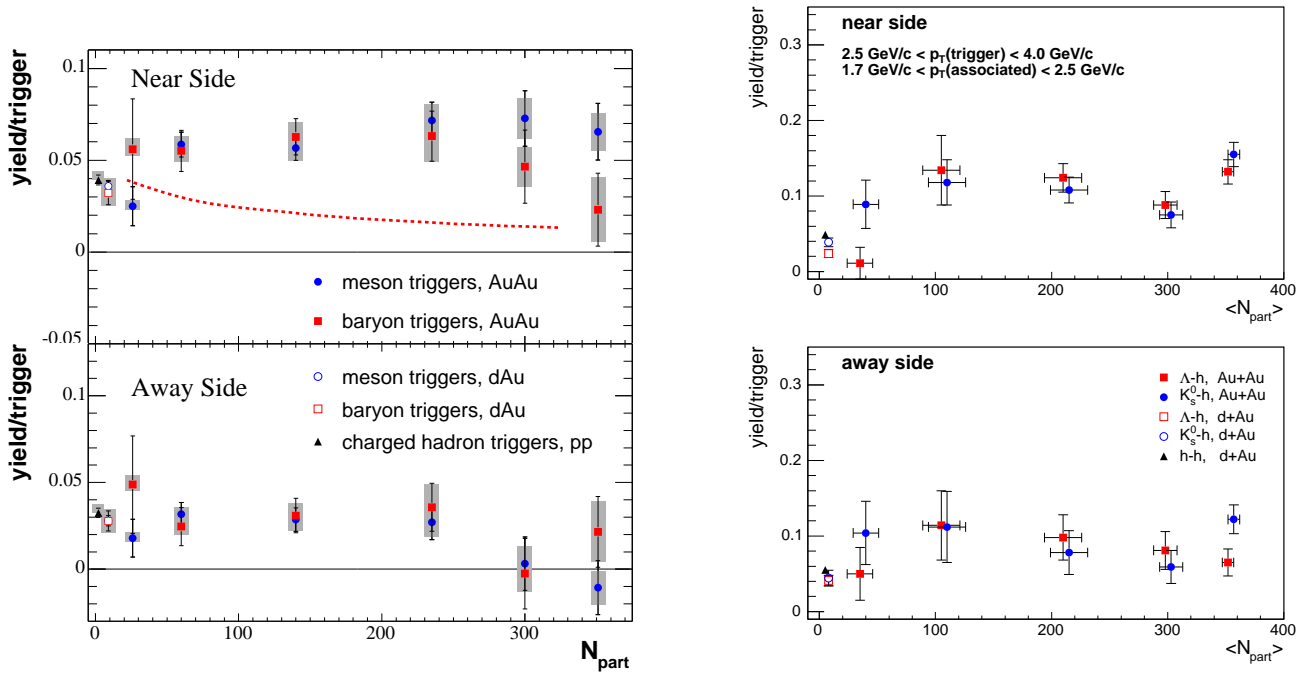 yield/trigger
0.1
0.05
0
-0.05
Near Side
meson triggers, AuAu
baryon triggers, AuAu
yield/trigger
0.1
0.05
0
Away Side
meson triggers, dAu
baryon triggers, dAu
charged hadron triggers, pp
0 100 200 300
N_part
yield/trigger
0.3
0.2
0.1
0
near side
2.5 GeV/c < p_T(trigger) < 4.0 GeV/c
1.7 GeV/c < p_T(associated) < 2.5 GeV/c
0 100 200 300 400
<N_part>
yield/trigger
0.3
0.2
0.1
0
away side
Λ-h, Au+Au
K_s^0-h, Au+Au
Λ-h, d+Au
K_s^0-h, d+Au
h-h, d+Au
0 100 200 300 400
<N_part>